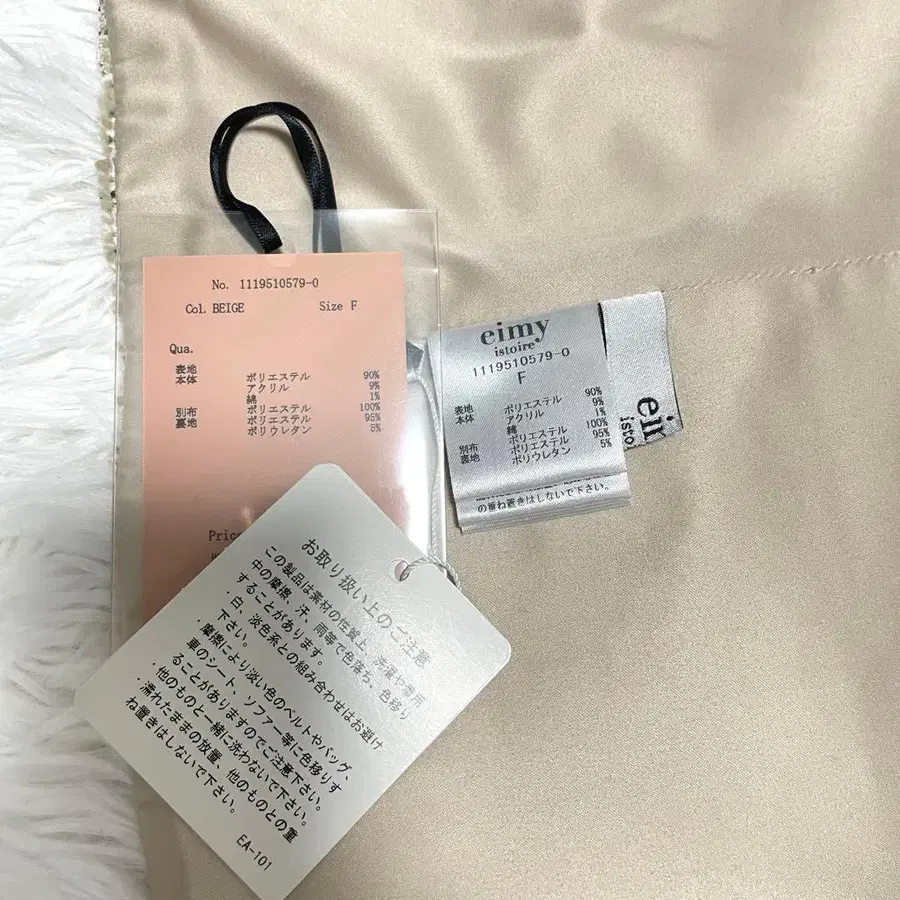 No. 1119510579-0
Col. BEIGE Size F
Qua.
表地
本体 ポリエステル 90%
アクリル 9%
綿 1%
別布 ポリエステル 100%
裏地 ポリエステル 95%
ポリウレタン 5%
Price
eimy
istoire
1119510579-0
F
表地 90%
本体 ポリエステル 9%
アクリル 1%
綿 100%
別布 ポリエステル 95%
裏地 ポリエステル 5%
ポリウレタン
の重ね置きはしないで下さい。
お取り扱い上のご注意
この製品は素材の性質上、洗濯や着用
中の摩擦、汗、雨等で色落ち、色移り
することがあります。
・白、淡色系との組み合わせはお避け
下さい。
・摩擦により淡い色のベルトやバッグ、
車のシート、ソファー等に色移りす
ることがありますのでご注意下さい。
・他のものと一緒に洗わないで下さい。
・濡れたままの放置、他のものとの重
ね置きはしないで下さい。
EA-101